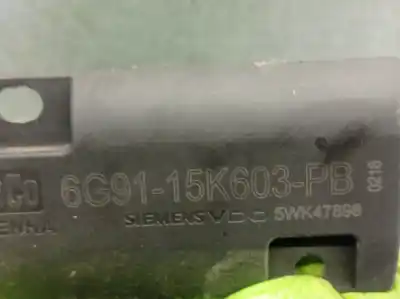 6G91-15K603-PB
0216
SIEMENS VDO 5WK47898